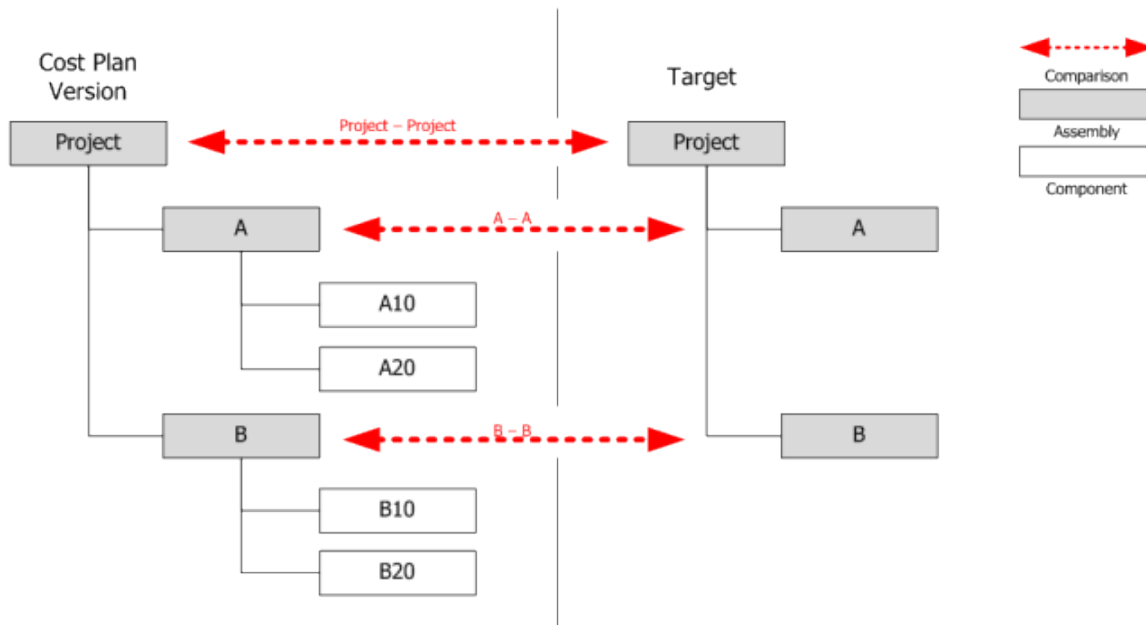 Cost Plan
Version
Target
Comparison
Assembly
Component
Project
Project – Project
Project
A
A – A
A
A10
A20
B
B – B
B
B10
B20